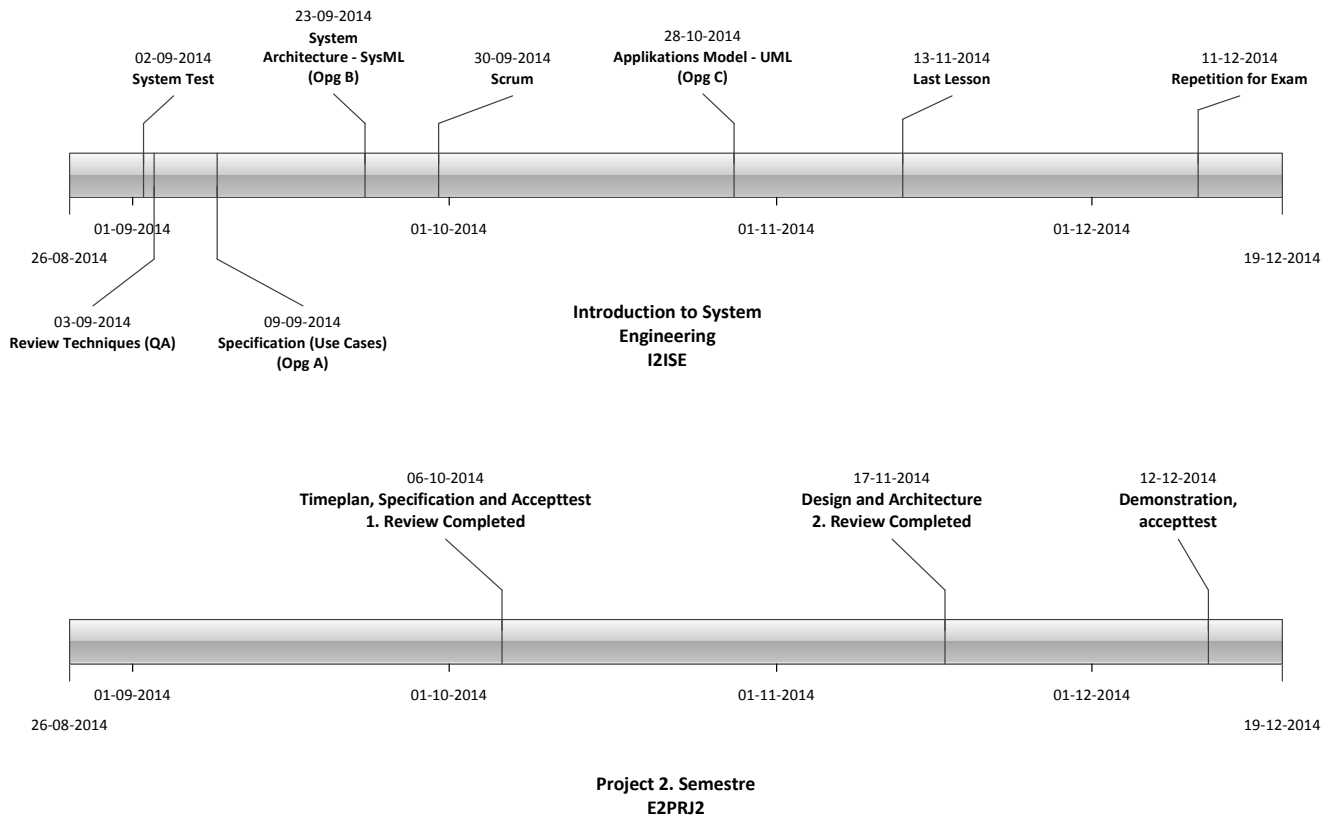 23-09-2014
System
Architecture - SysML
(Opg B)
02-09-2014
System Test
30-09-2014
Scrum
28-10-2014
Applikations Model - UML
(Opg C)
13-11-2014
Last Lesson
11-12-2014
Repetition for Exam
01-09-2014
01-10-2014
01-11-2014
01-12-2014
26-08-2014
19-12-2014
03-09-2014
Review Techniques (QA)
09-09-2014
Specification (Use Cases)
(Opg A)
Introduction to System
Engineering
I2ISE
06-10-2014
Timeplan, Specification and Accepttest
1. Review Completed
17-11-2014
Design and Architecture
2. Review Completed
12-12-2014
Demonstration,
accepttest
01-09-2014
01-10-2014
01-11-2014
01-12-2014
26-08-2014
19-12-2014
Project 2. Semestre
E2PRJ2